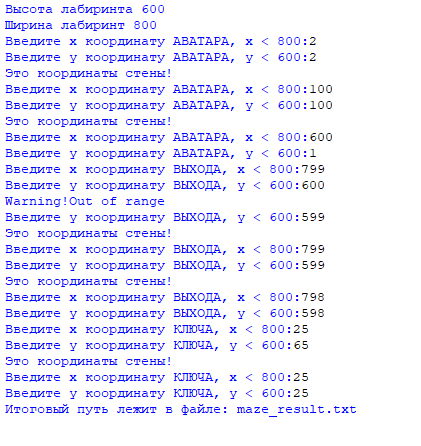 Высота лабиринта 600
Ширина лабиринт 800
Введите x координату АВАТАРА, x < 800:2
Введите y координату АВАТАРА, y < 600:2
Это координаты стены!
Введите x координату АВАТАРА, x < 800:100
Введите y координату АВАТАРА, y < 600:100
Это координаты стены!
Введите x координату АВАТАРА, x < 800:600
Введите y координату АВАТАРА, y < 600:1
Введите x координату ВЫХОДА, x < 800:799
Введите y координату ВЫХОДА, y < 600:600
Warning!Out of range
Введите y координату ВЫХОДА, y < 600:599
Это координаты стены!
Введите x координату ВЫХОДА, x < 800:799
Введите y координату ВЫХОДА, y < 600:599
Это координаты стены!
Введите x координату ВЫХОДА, x < 800:798
Введите y координату ВЫХОДА, y < 600:598
Введите x координату КЛЮЧА, x < 800:25
Введите y координату КЛЮЧА, y < 600:65
Это координаты стены!
Введите x координату КЛЮЧА, x < 800:25
Введите y координату КЛЮЧА, y < 600:25
Итоговый путь лежит в файле: maze_result.txt